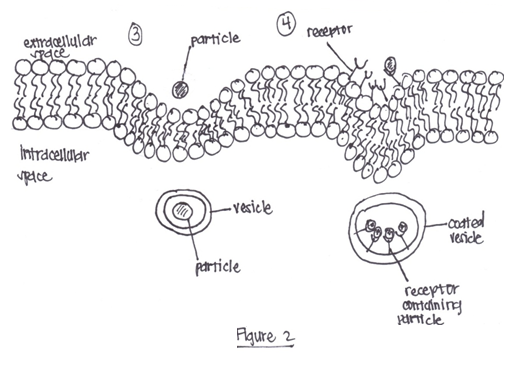 3
4
receptor
particle
extracellular
space
Intracellular
space
vesicle
particle
coated
vesicle
receptor
containing
particle
Figure 2